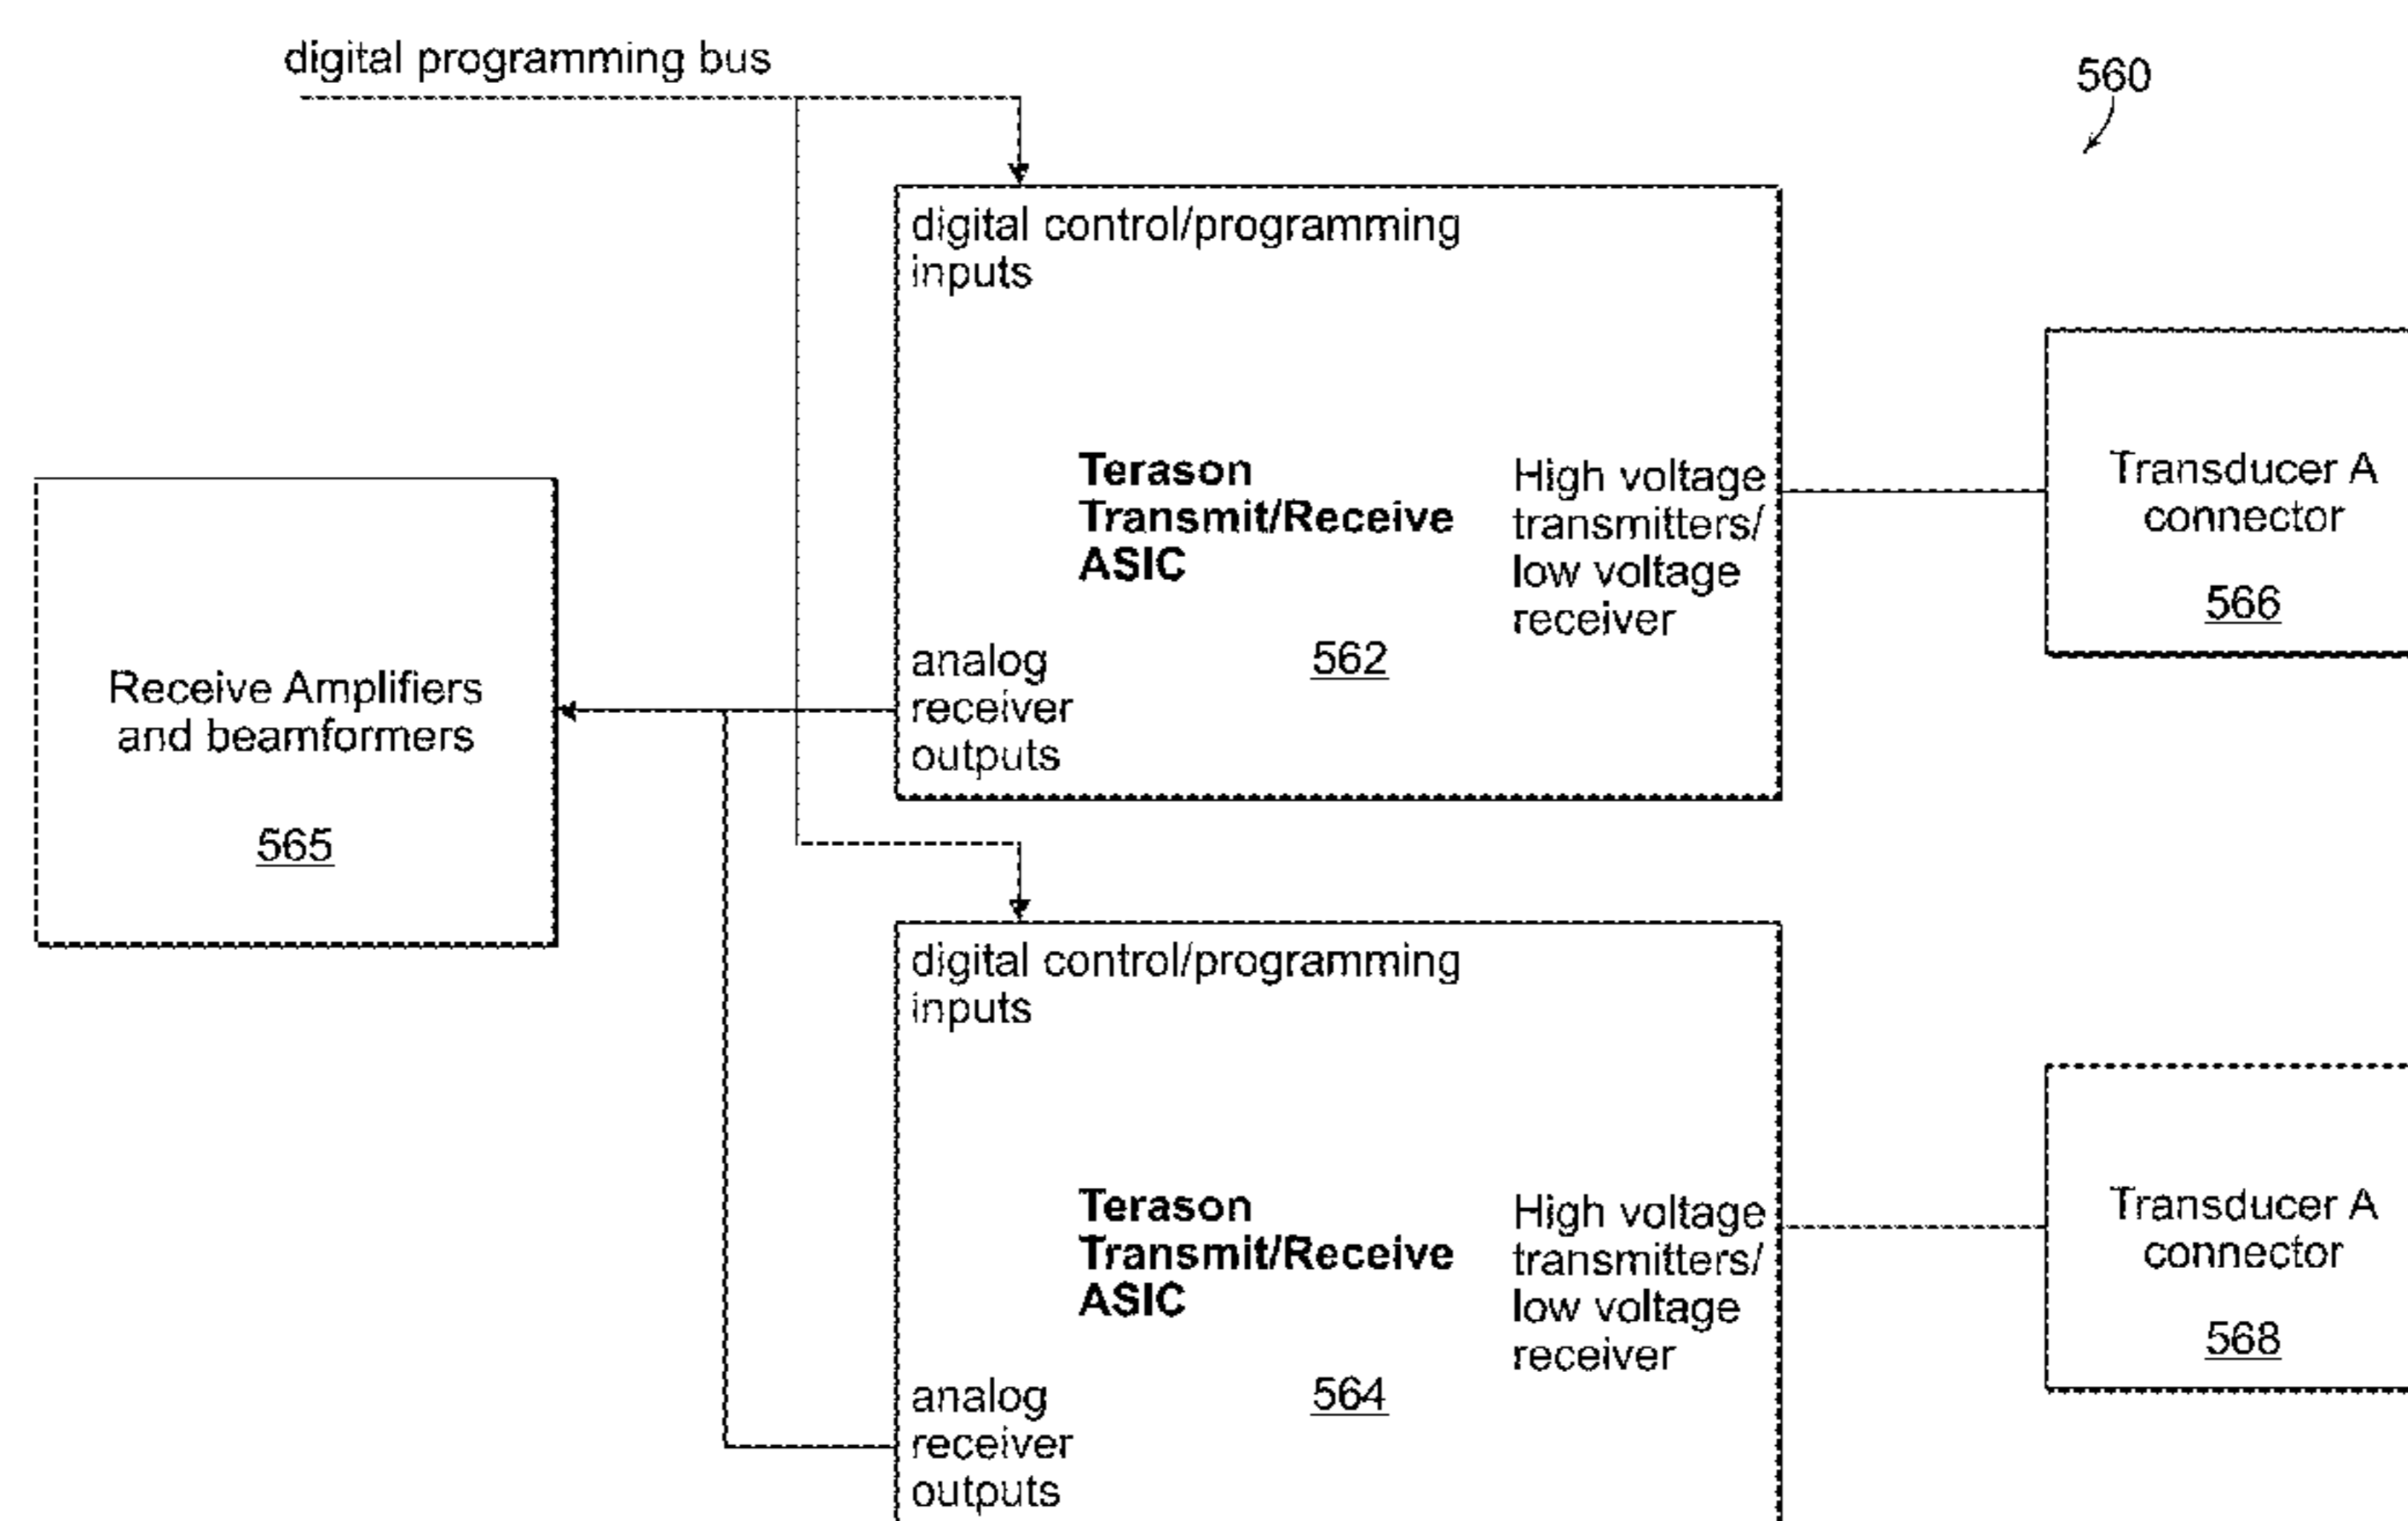 digital programming bus
560
digital control/programming
inputs
Terason
Transmit/Receive
ASIC
High voltage
transmitters/
low voltage
receiver
562
analog
receiver
outputs
Transducer A
connector
566
Receive Amplifiers
and beamformers
565
digital control/programming
inputs
Terason
Transmit/Receive
ASIC
High voltage
transmitters/
low voltage
receiver
564
analog
receiver
outputs
Transducer A
connector
568